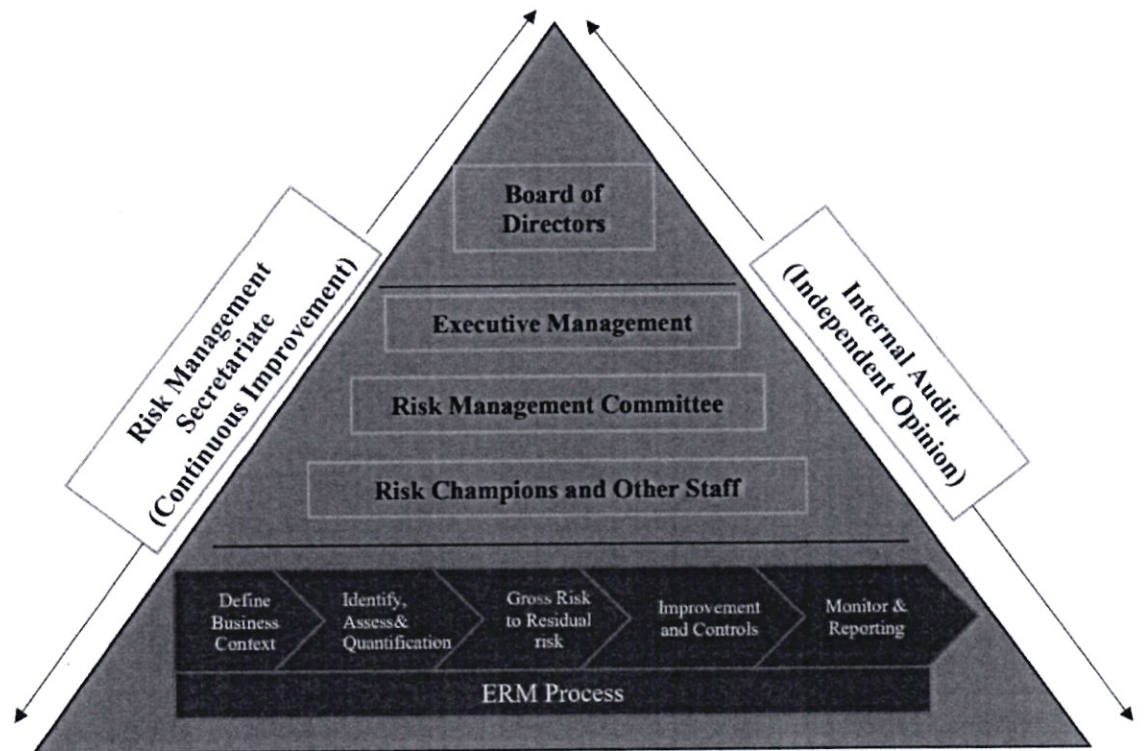 Board of
Directors
Executive Management
Risk Management Committee
Risk Champions and Other Staff
Risk Management
Secretariate
(Continuous Improvement)
Internal Audit
(Independent Opinion)
Define
Business
Context
Identify,
Assess&
Quantification
Gross Risk
to Residual
risk
Improvement
and Controls
Monitor &
Reporting
ERM Process